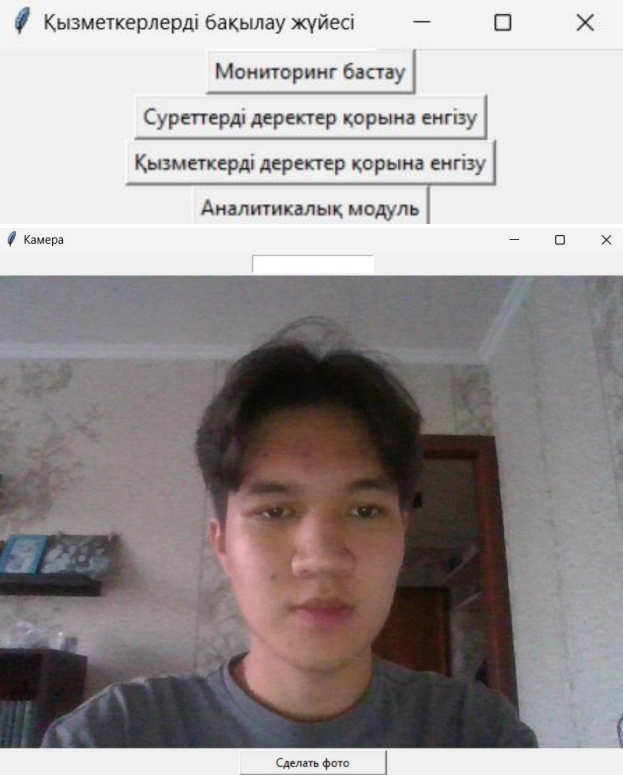 Қызметкерлерді бақылау жүйесі
Мониторинг бастау
Суреттерді деректер қорына енгізу
Қызметкерді деректер қорына енгізу
Аналитикалық модуль
Камера
Сделать фото